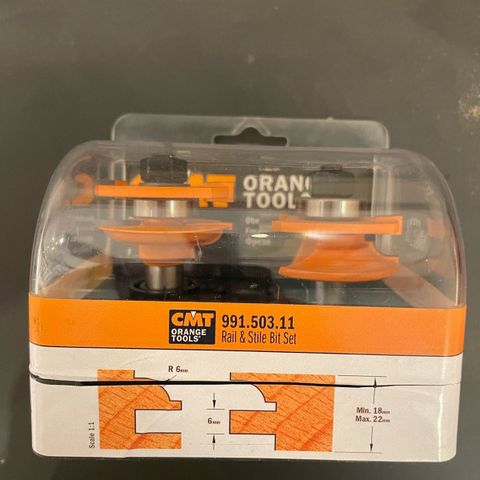 CMT ORANGE
TOOLS
CMT
ORANGE
TOOLS®
991.503.11
Rail & Stile Bit Set
R 6mm
Scale 1:1
6mm
Min. 18mm
Max. 22mm